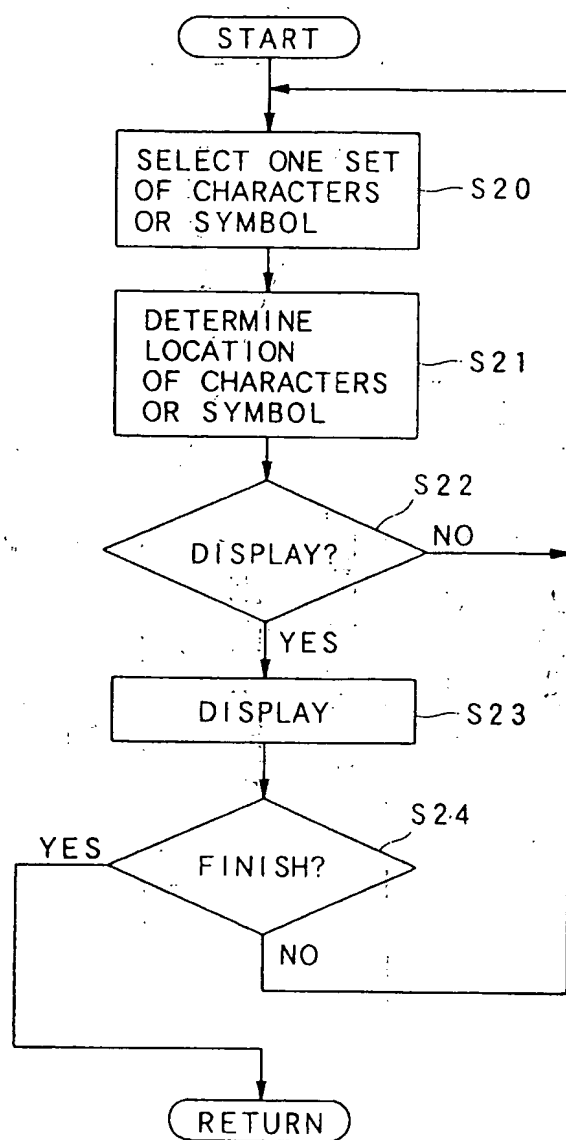 START
SELECT ONE SET
OF CHARACTERS
OR SYMBOL
S20
DETERMINE
LOCATION
OF CHARACTERS
OR SYMBOL
S21
S22
DISPLAY?
NO
YES
DISPLAY
S23
S24
YES
FINISH?
NO
RETURN